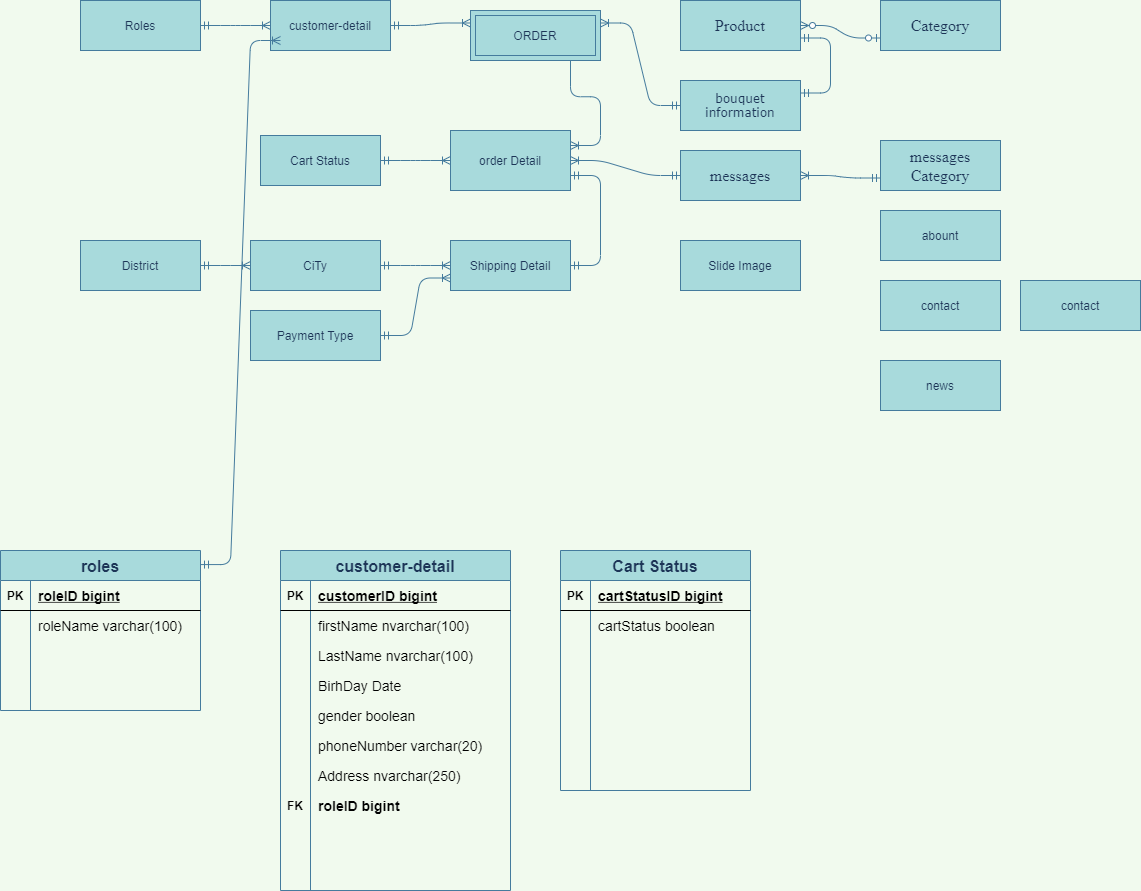 Roles
customer-detail
ORDER
Product
Category
bouquet
information
Cart Status
order Detail
messages
messages
Category
abount
District
CiTy
Shipping Detail
Slide Image
contact
contact
Payment Type
news
roles
PK roleID bigint
roleName varchar(100)
customer-detail
PK customerID bigint
firstName nvarchar(100)
LastName nvarchar(100)
BirhDay Date
gender boolean
phoneNumber varchar(20)
Address nvarchar(250)
FK roleID bigint
Cart Status
PK cartStatusID bigint
cartStatus boolean